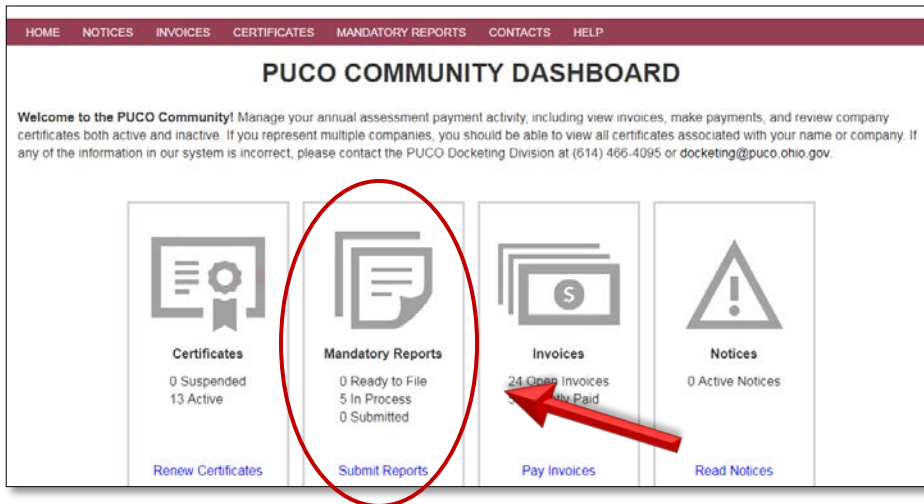 HOME NOTICES INVOICES CERTIFICATES MANDATORY REPORTS CONTACTS HELP
PUCO COMMUNITY DASHBOARD
Welcome to the PUCO Community! Manage your annual assessment payment activity, including view invoices, make payments, and review company
certificates both active and inactive. If you represent multiple companies, you should be able to view all certificates associated with your name or company. If
any of the information in our system is incorrect, please contact the PUCO Docketing Division at (614) 466-4095 or docketing@puco.ohio.gov.
Certificates
0 Suspended
13 Active
Renew Certificates
Mandatory Reports
0 Ready to File
5 In Process
0 Submitted
Submit Reports
Invoices
24 Open Invoices
Paid
Pay Invoices
Notices
0 Active Notices
Read Notices